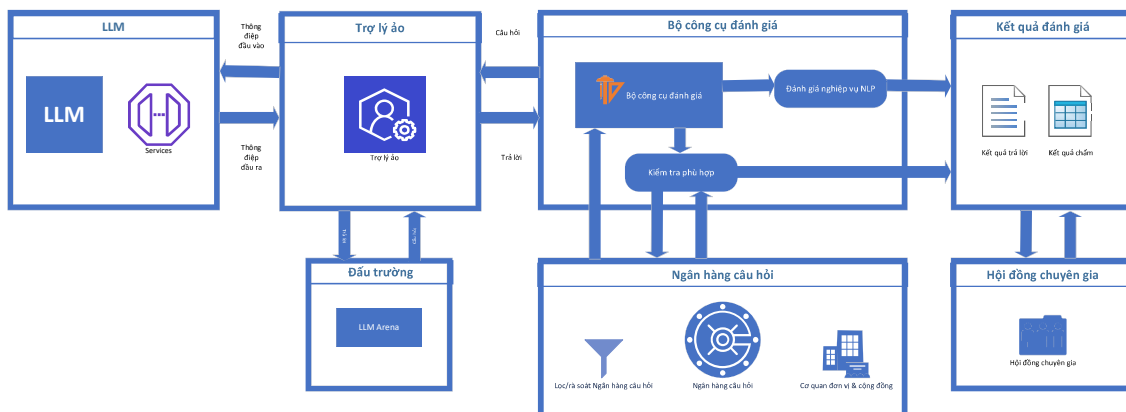 LLM
Thông
điệp
đầu vào
Trợ lý ảo
Câu hỏi
Bộ công cụ đánh giá
Kết quả đánh giá
LLM
Services
Trợ lý ảo
Bộ công cụ đánh giá
Đánh giá nghiệp vụ NLP
Kết quả trả lời
Kết quả chấm
Thông
điệp
đầu ra
Trả lời
Kiểm tra phù hợp
Trả lời
Câu hỏi
Đấu trường
LLM Arena
Ngân hàng câu hỏi
Lọc/rà soát Ngân hàng câu hỏi
Ngân hàng câu hỏi
Cơ quan đơn vị & cộng đồng
Hội đồng chuyên gia
Hội đồng chuyên gia